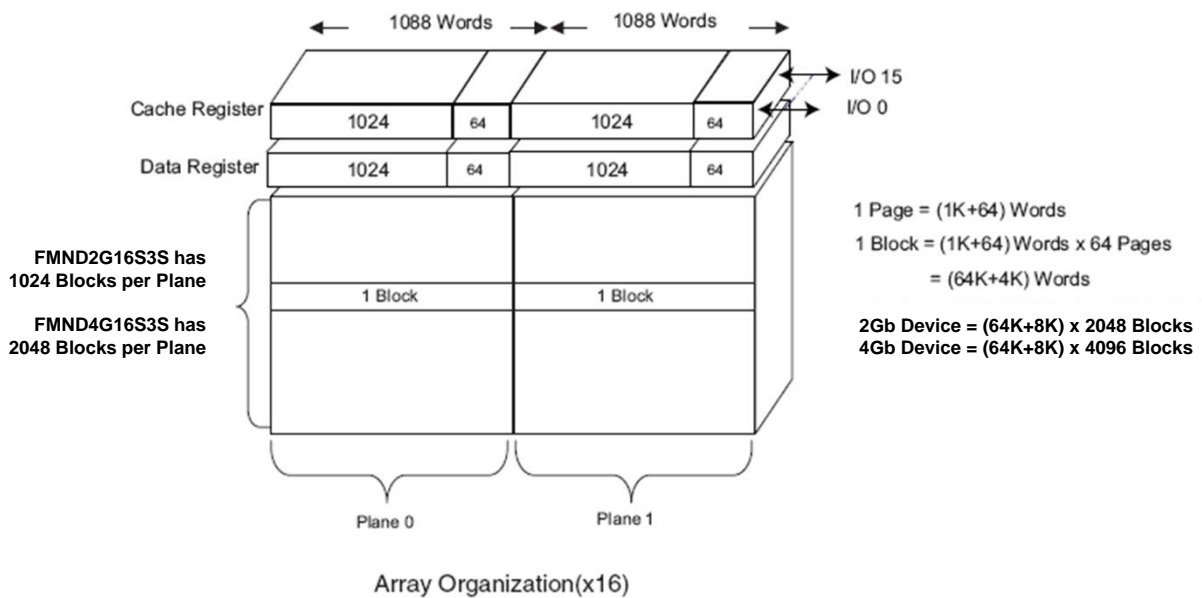 1088 Words 1088 Words
I/O 15
I/O 0
Cache Register 1024 64 1024 64
Data Register 1024 64 1024 64
1 Page = (1K+64) Words
1 Block = (1K+64) Words x 64 Pages
= (64K+4K) Words
FMND2G16S3S has
1024 Blocks per Plane
1 Block 1 Block
FMND4G16S3S has
2048 Blocks per Plane
2Gb Device = (64K+8K) x 2048 Blocks
4Gb Device = (64K+8K) x 4096 Blocks
Plane 0 Plane 1
Array Organization(x16)